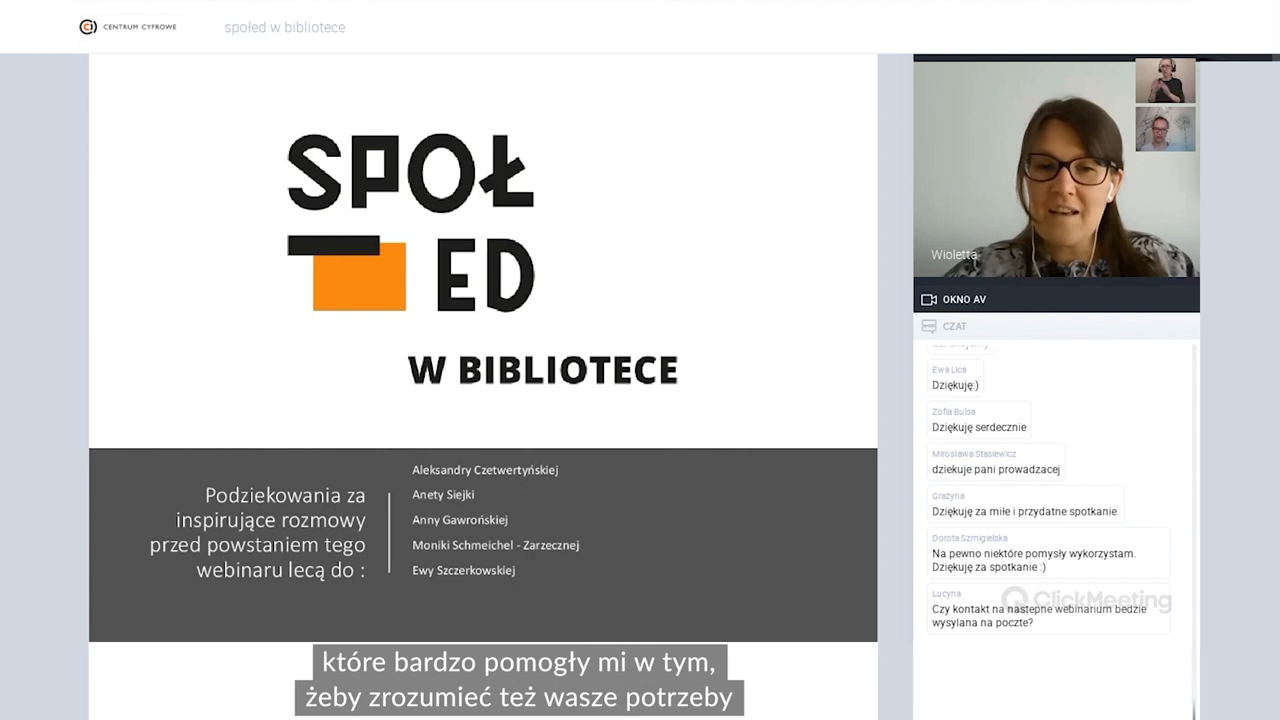 CENTRUM CYFROWE
społed w bibliotece
SPOŁ
ED
W BIBLIOTECE
Podziekowania za
inspirujące rozmowy
przed powstaniem tego
webinaru lecą do :
Aleksandry Czetwertyńskiej
Anety Siejki
Anny Gawrońskiej
Moniki Schmeichel - Zarzecznej
Ewy Szczerkowskiej
które bardzo pomogły mi w tym,
żeby zrozumieć też wasze potrzeby
Wioletta
OKNO AV
CZAT
Ewa Lica
Dziękuję:)
Zofia Bulsa
Dziękuję serdecznie
Mirosława Stasiewicz
dziekuje pani prowadzacej
Grażyna
Dziękuję za miłe i przydatne spotkanie.
Dorota Szmigielska
Na pewno niektóre pomysły wykorzystam.
Dziękuję za spotkanie :)
Lucyna
Czy kontakt na następne webinarium bedzie
wysylana na poczte?
ClickMeeting